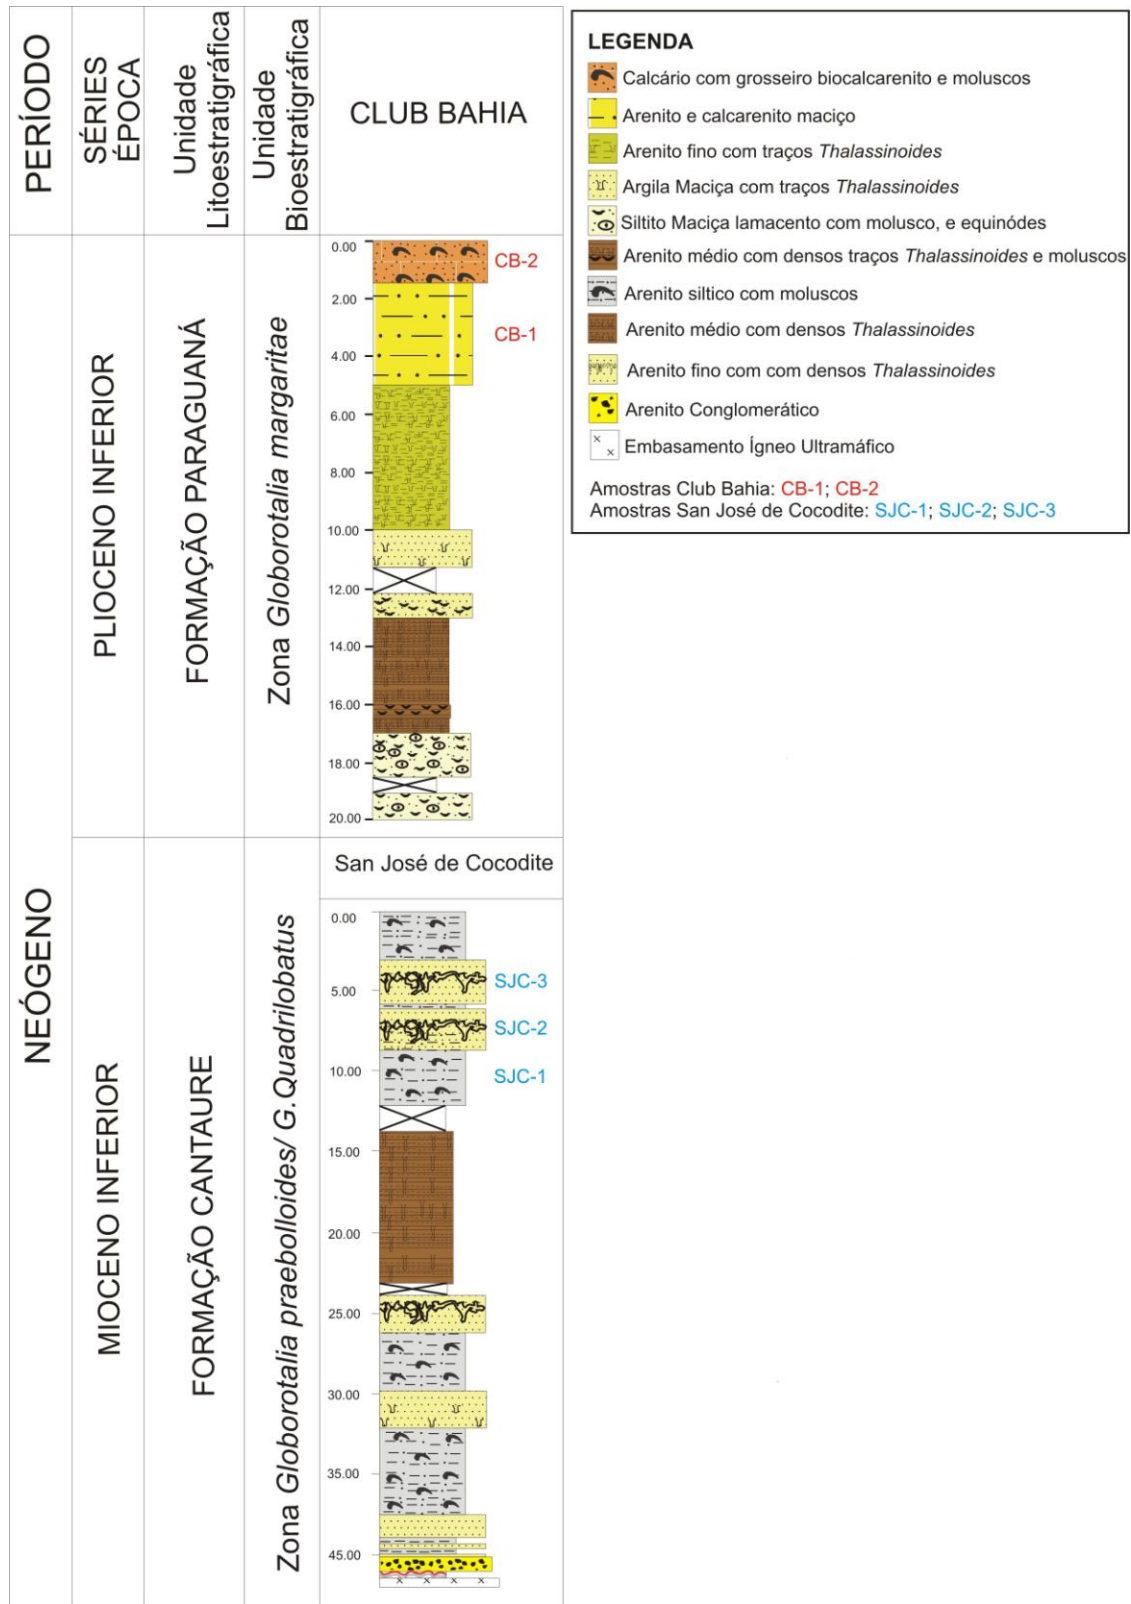 PERÍODO
SÉRIES
ÉPOCA
Unidade
Litoestratigráfica
Unidade
Bioestratigráfica
CLUB BAHIA
NEÓGENO
PLIOCENO INFERIOR
FORMAÇÃO PARAGUANÁ
Zona Globorotalia margaritae
0.00
CB-2
2.00
CB-1
4.00
6.00
8.00
10.00
12.00
14.00
16.00
18.00
20.00
MIOCENO INFERIOR
FORMAÇÃO CANTAURE
Zona Globorotalia praebolloides/ G.Quadrilobatus
San José de Cocodite
0.00
SJC-3
5.00
SJC-2
10.00
SJC-1
15.00
20.00
25.00
30.00
35.00
45.00
LEGENDA
Calcário com grosseiro biocalcarenito e moluscos
Arenito e calcarenito maciço
Arenito fino com traços Thalassinoides
Argila Maciça com traços Thalassinoides
Siltito Maciça lamacento com molusco, e equinódes
Arenito médio com densos traços Thalassinoides e moluscos
Arenito siltico com moluscos
Arenito médio com densos Thalassinoides
Arenito fino com com densos Thalassinoides
Arenito Conglomerático
Embasamento Ígneo Ultramáfico
Amostras Club Bahia: CB-1; CB-2
Amostras San José de Cocodite: SJC-1; SJC-2; SJC-3